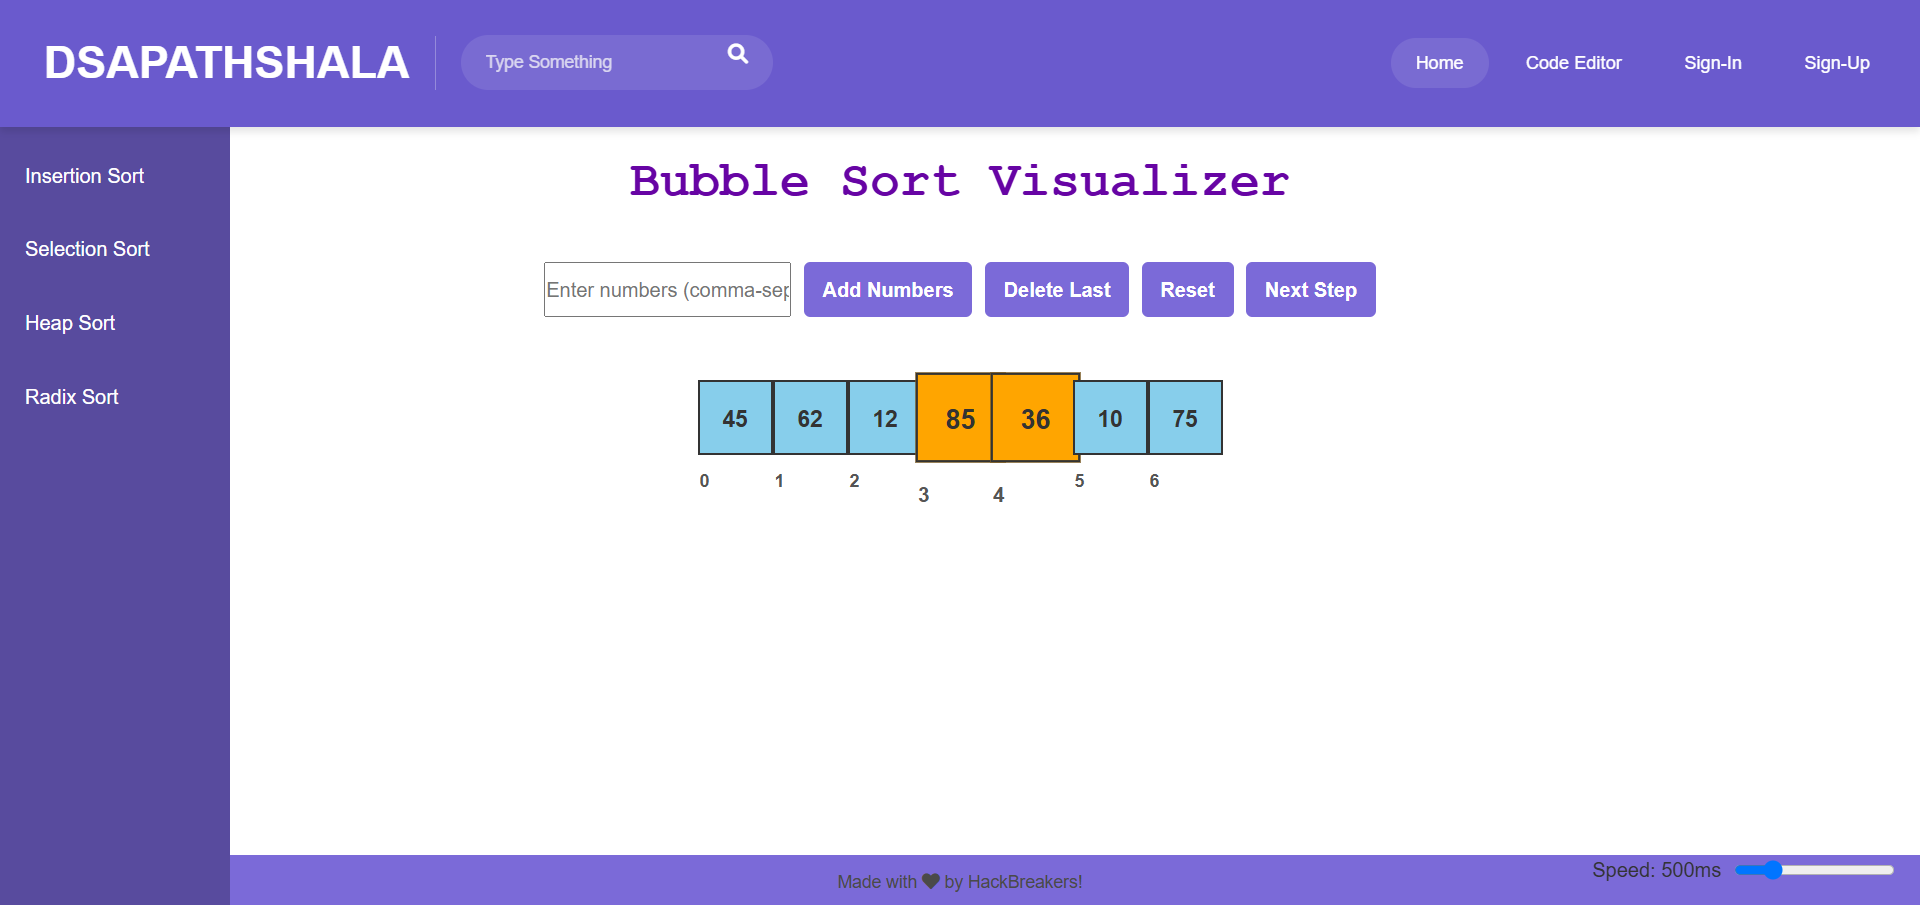 DSAPATHSHALA
Type Something
Home
Code Editor
Sign-In
Sign-Up
Insertion Sort
Selection Sort
Heap Sort
Radix Sort
Bubble Sort Visualizer
Enter numbers (comma-sep
Add Numbers
Delete Last
Reset
Next Step
45 62 12 85 36 10 75
0 1 2 3 4 5 6
Made with ♥ by HackBreakers!
Speed: 500ms